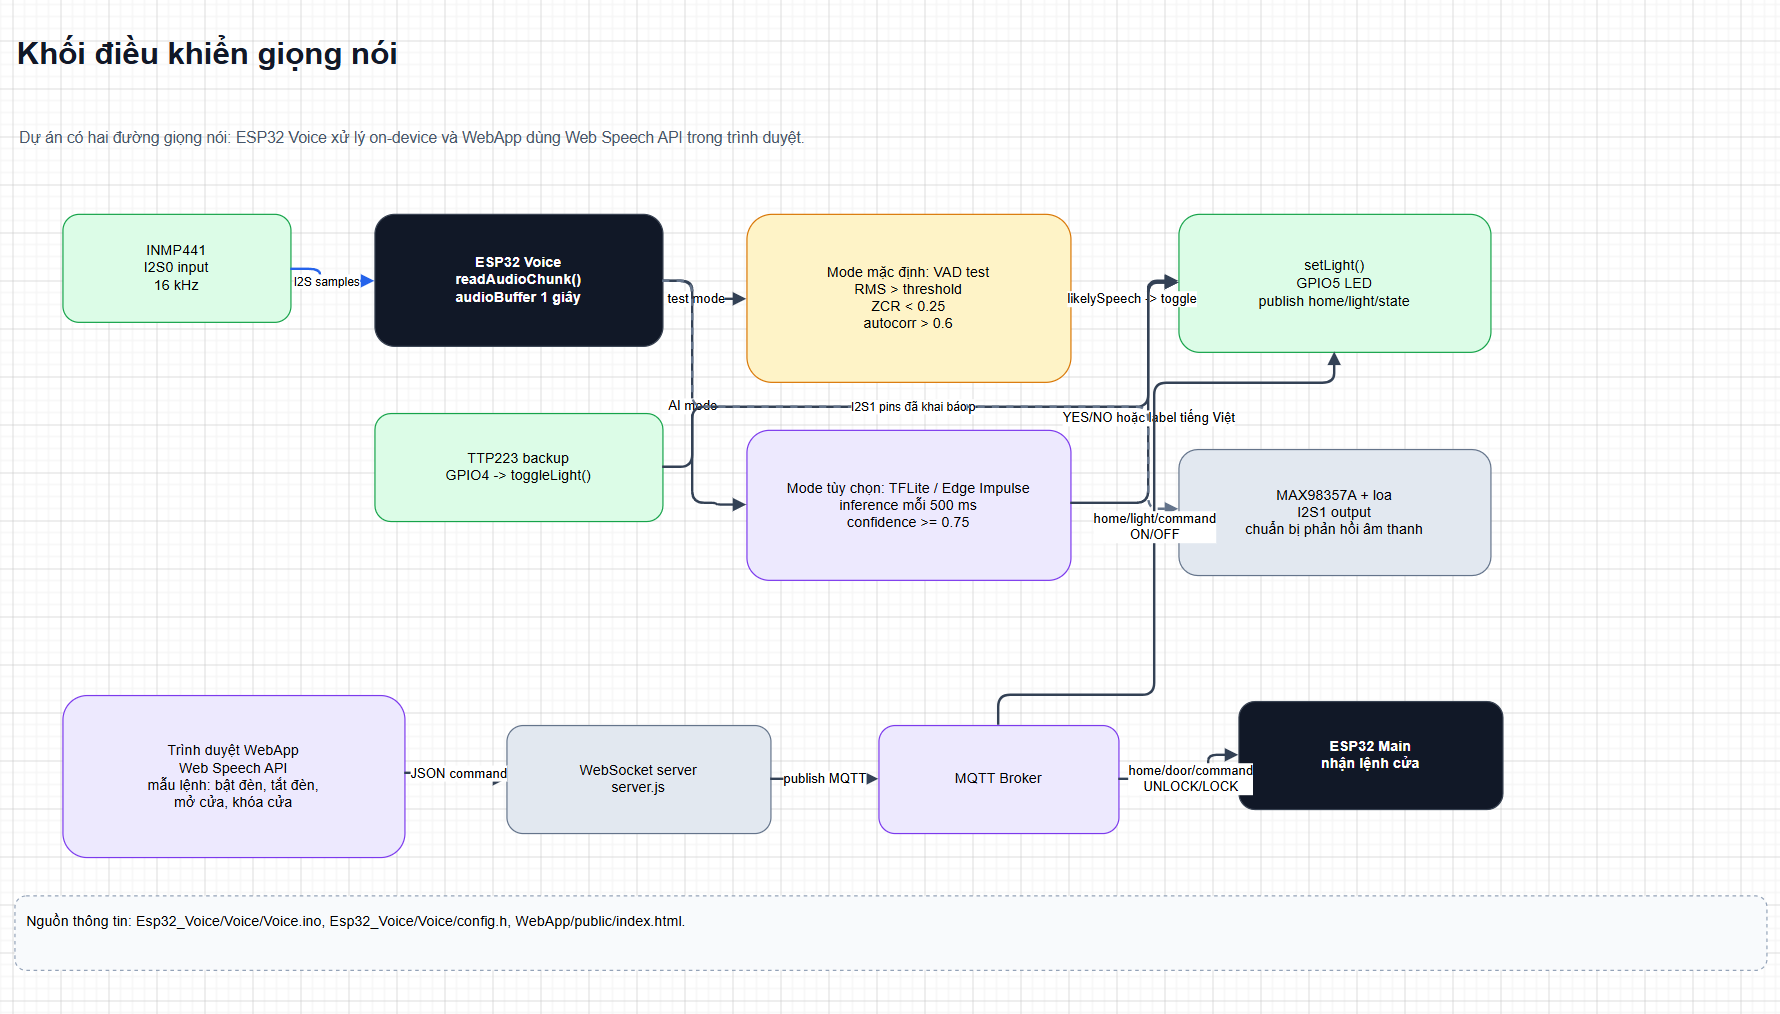 Khối điều khiển giọng nói
Dự án có hai đường giọng nói: ESP32 Voice xử lý on-device và WebApp dùng Web Speech API trong trình duyệt.
INMP441
I2S0 input
16 kHz
I2S samples
ESP32 Voice
readAudioChunk()
audioBuffer 1 giây
test mode
Mode mặc định: VAD test
RMS > threshold
ZCR < 0.25
autocorr > 0.6
likelySpeech -> toggle
setLight()
GPIO5 LED
publish home/light/state
AI mode
I2S1 pins đã khai báo
YES/NO hoặc label tiếng Việt
TTP223 backup
GPIO4 -> toggleLight()
Mode tùy chọn: TFLite / Edge Impulse
inference mỗi 500 ms
confidence >= 0.75
home/light/command
ON/OFF
MAX98357A + loa
I2S1 output
chuẩn bị phản hồi âm thanh
Trình duyệt WebApp
Web Speech API
mẫu lệnh: bật đèn, tắt đèn,
mở cửa, khóa cửa
JSON command
WebSocket server
server.js
publish MQTT
MQTT Broker
home/door/command
UNLOCK/LOCK
ESP32 Main
nhận lệnh cửa
Nguồn thông tin: Esp32_Voice/Voice/Voice.ino, Esp32_Voice/Voice/config.h, WebApp/public/index.html.